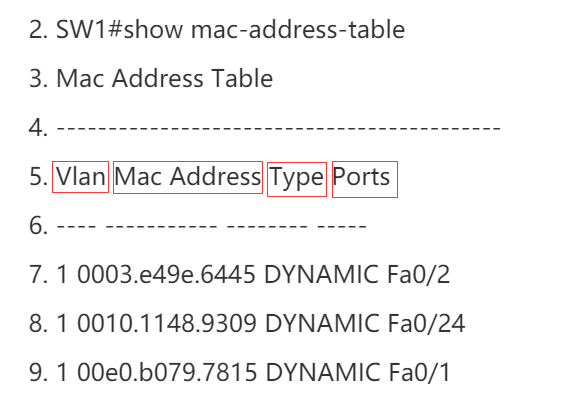 2. SW1#show mac-address-table
3. Mac Address Table
4. -------------------------------------------
5. Vlan Mac Address Type Ports
6. ---- ----------- -------- -----
7. 1 0003.e49e.6445 DYNAMIC Fa0/2
8. 1 0010.1148.9309 DYNAMIC Fa0/24
9. 1 00e0.b079.7815 DYNAMIC Fa0/1